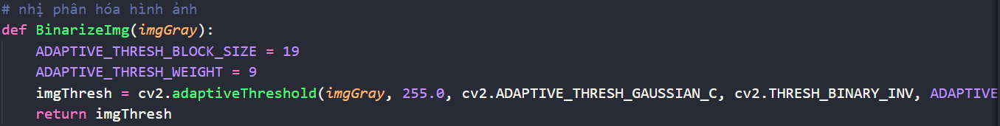 # nhị phân hóa hình ảnh
def BinarizeImg(imgGray):
    ADAPTIVE_THRESH_BLOCK_SIZE = 19
    ADAPTIVE_THRESH_WEIGHT = 9
    imgThresh = cv2.adaptiveThreshold(imgGray, 255.0, cv2.ADAPTIVE_THRESH_GAUSSIAN_C, cv2.THRESH_BINARY_INV, ADAPTIVE
    return imgThresh